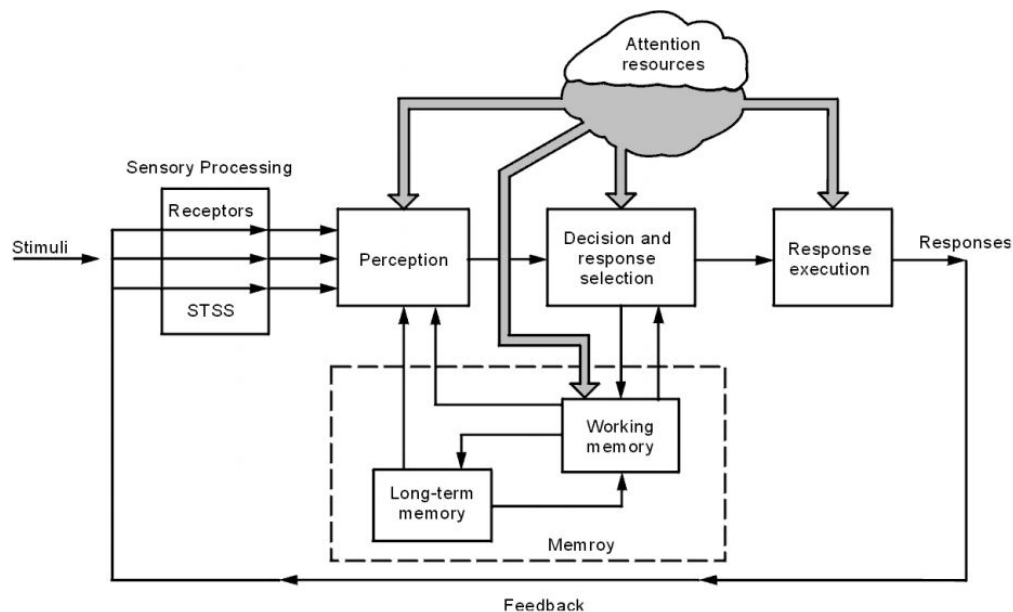 Attention
resources
Sensory Processing
Receptors
Stimuli
STSS
Perception
Decision and
response
selection
Response
execution
Responses
Working
memory
Long-term
memory
Memroy
Feedback